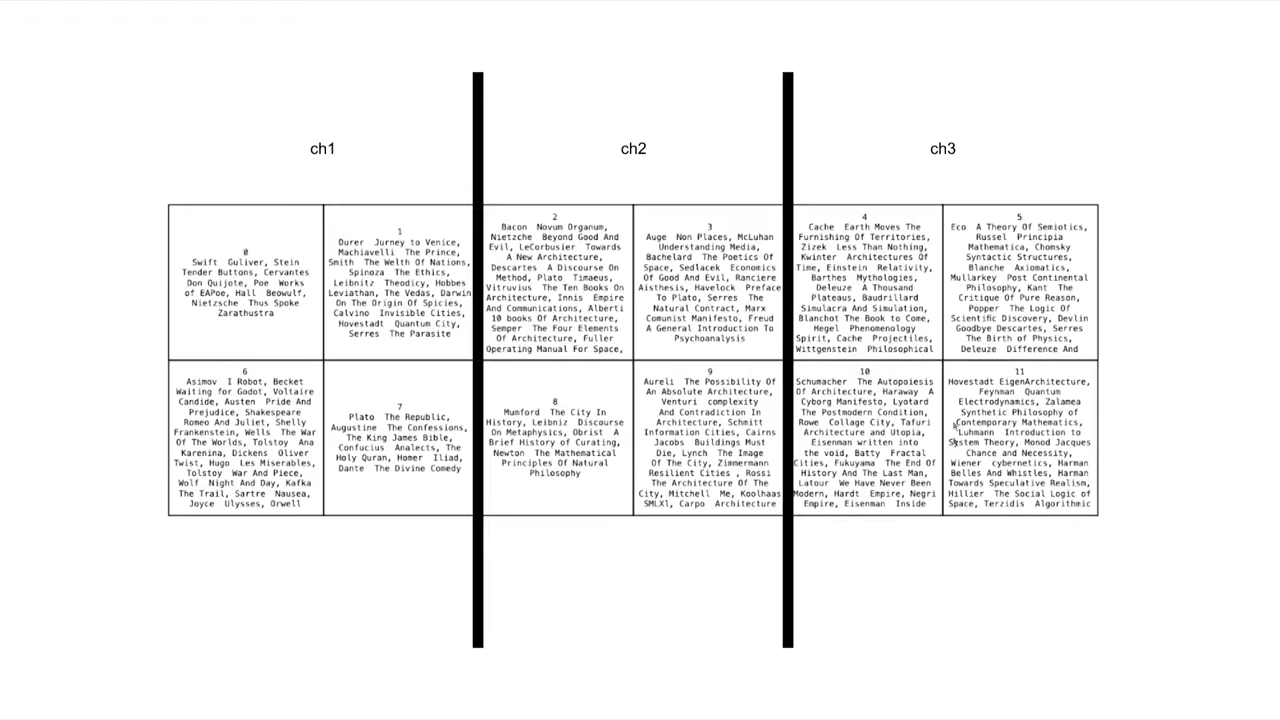 ch1
ch2
ch3
0
Swift Guliver, Stein
Tender Buttons, Cervantes
Don Quijote, Poe Works
of EAPoe, Hall Beowulf,
Nietzsche Thus Spoke
Zarathustra
1
Durer Jurney to Venice,
Machiavelli The Prince,
Smith The Welth Of Nations,
Spinoza The Ethics,
Leibnitz Theodicy, Hobbes
Leviathan, The Vedas, Darwin
On The Origin Of Spicies,
Calvino Invisible Cities,
Hovestadt Quantum City,
Serres The Parasite
2
Bacon Novum Organum,
Nietzche Beyond Good And
Evil, LeCorbusier Towards
A New Architecture,
Descartes A Discourse On
Method, Plato Timaeus,
Vitruvius The Ten Books On
Architecture, Innis Empire
And Communications, Alberti
10 books Of Architecture,
Semper The Four Elements
Of Architecture, Fuller
Operating Manual For Space,
3
Auge Non Places, McLuhan
Understanding Media,
Bachelard The Poetics Of
Space, Sedlacek Economics
Of Good And Evil, Ranciere
Aisthesis, Havelock Preface
To Plato, Serres The
Natural Contract, Marx
Comunist Manifesto, Freud
A General Introduction To
Psychoanalysis
4
Cache Earth Moves The
Furnishing Of Territories,
Zizek Less Than Nothing,
Kwinter Architectures Of
Time, Einstein Relativity,
Barthes Mythologies,
Deleuze A Thousand
Plateaus, Baudrillard
Simulacra And Simulation,
Blanchot The Book to Come,
Hegel Phenomenology
Spirit, Cache Projectiles,
Wittgenstein Philosophical
5
Eco A Theory Of Semiotics,
Russel Principia
Mathematica, Chomsky
Syntactic Structures,
Blanche Axiomatics,
Mullarkey Post Continental
Philosophy, Kant The
Critique Of Pure Reason,
Popper The Logic Of
Scientific Discovery, Devlin
Goodbye Descartes, Serres
The Birth of Physics,
Deleuze Difference And
6
Asimov I Robot, Becket
Waiting for Godot, Voltaire
Candide, Austen Pride And
Prejudice, Shakespeare
Romeo And Juliet, Shelly
Frankenstein, Wells The War
Of The Worlds, Tolstoy Ana
Karenina, Dickens Oliver
Twist, Hugo Les Miserables,
Tolstoy War And Piece,
Wolf Night And Day, Kafka
The Trail, Sartre Nausea,
Joyce Ulysses, Orwell
7
Plato The Republic,
Augustine The Confessions,
The King James Bible,
Confucius Analects, The
Holy Quran, Homer Iliad,
Dante The Divine Comedy
8
Mumford The City In
History, Leibniz Discourse
On Metaphysics, Obrist A
Brief History of Curating,
Newton The Mathematical
Principles Of Natural
Philosophy
9
Aureli The Possibility Of
An Absolute Architecture,
Venturi complexity
And Contradiction In
Architecture, Schmitt
Information Cities, Cairns
Jacobs Buildings Must
Die, Lynch The Image
Of The City, Zimmermann
Resilient Cities , Rossi
The Architecture Of The
City, Mitchell Me, Koolhaas
SMLXl, Carpo Architecture
10
Schumacher The Autopoiesis
Of Architecture, Haraway A
Cyborg Manifesto, Lyotard
The Postmodern Condition,
Rowe Collage City, Tafuri
Architecture and Utopia,
Eisenman written into
the void, Batty Fractal
Cities, Fukuyama The End Of
History And The Last Man,
Latour We Have Never Been
Modern, Hardt Empire, Negri
Empire, Eisenman Inside
11
Hovestadt EigenArchitecture,
Feynman Quantum
Electrodynamics, Zalamea
Synthetic Philosophy of
Contemporary Mathematics,
Luhmann Introduction to
System Theory, Monod Jacques
Chance and Necessity,
Wiener cybernetics, Harman
Belles And Whistles, Harman
Towards Speculative Realism,
Hillier The Social Logic of
Space, Terzidis Algorithmic